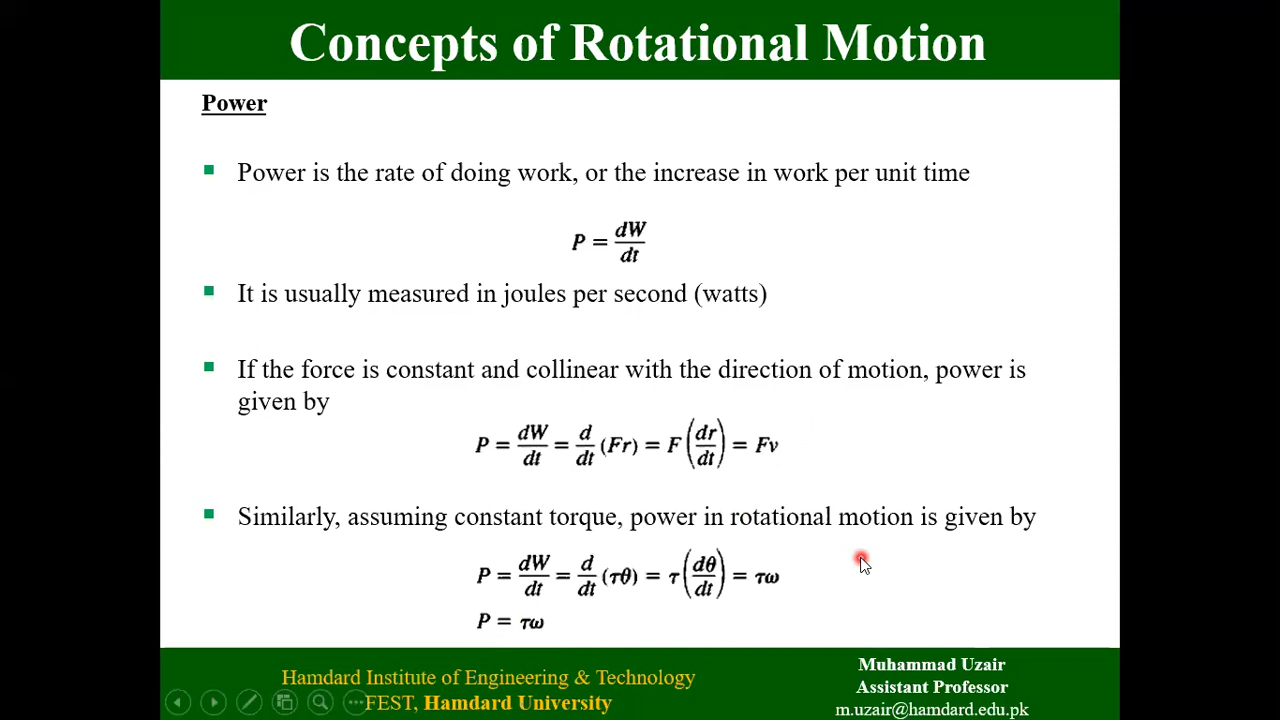 Concepts of Rotational Motion
Power
▪ Power is the rate of doing work, or the increase in work per unit time
P = dW/dt
▪ It is usually measured in joules per second (watts)
▪ If the force is constant and collinear with the direction of motion, power is
given by
P = dW/dt = d/dt (Fr) = F (dr/dt) = Fv
▪ Similarly, assuming constant torque, power in rotational motion is given by
P = dW/dt = d/dt (τθ) = τ (dθ/dt) = τω
P = τω
Hamdard Institute of Engineering & Technology
FEST, Hamdard University
Muhammad Uzair
Assistant Professor
m.uzair@hamdard.edu.pk